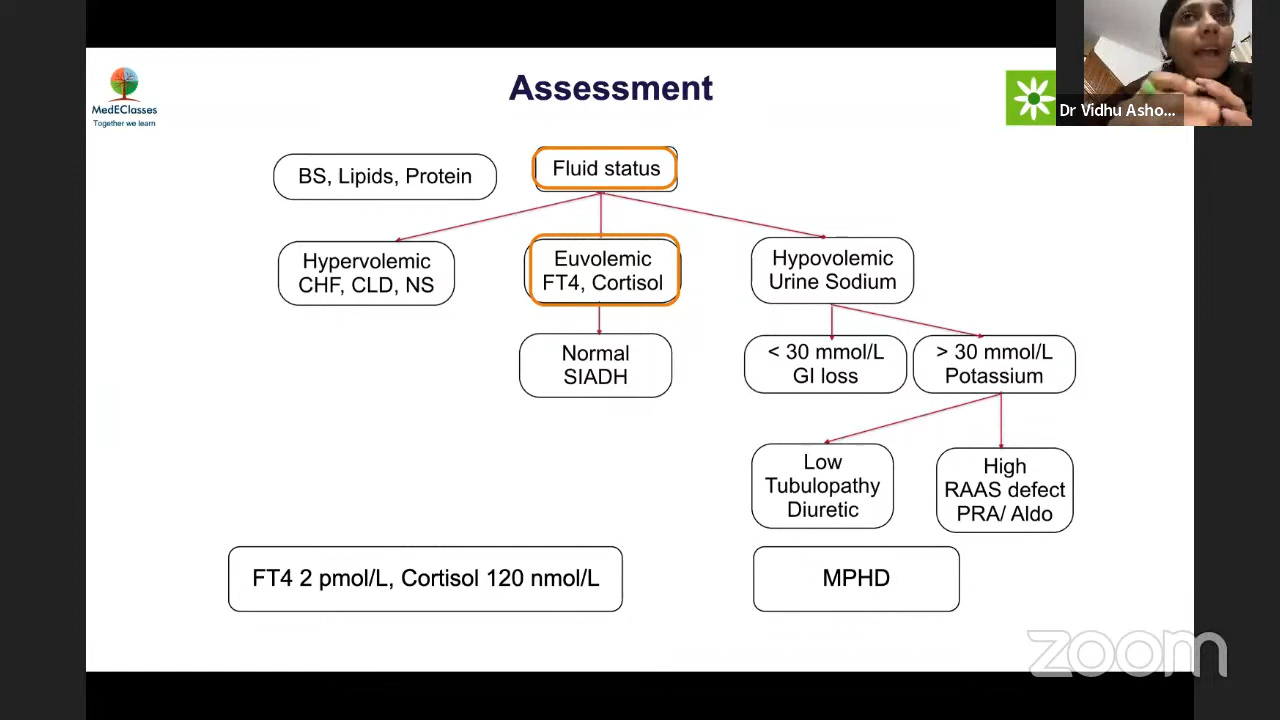 Assessment
MedEClasses
Together we learn
Dr Vidhu Asho...
BS, Lipids, Protein
Fluid status
Hypervolemic
CHF, CLD, NS
Euvolemic
FT4, Cortisol
Hypovolemic
Urine Sodium
Normal
SIADH
< 30 mmol/L
GI loss
> 30 mmol/L
Potassium
Low
Tubulopathy
Diuretic
High
RAAS defect
PRA/ Aldo
FT4 2 pmol/L, Cortisol 120 nmol/L
MPHD
zoom